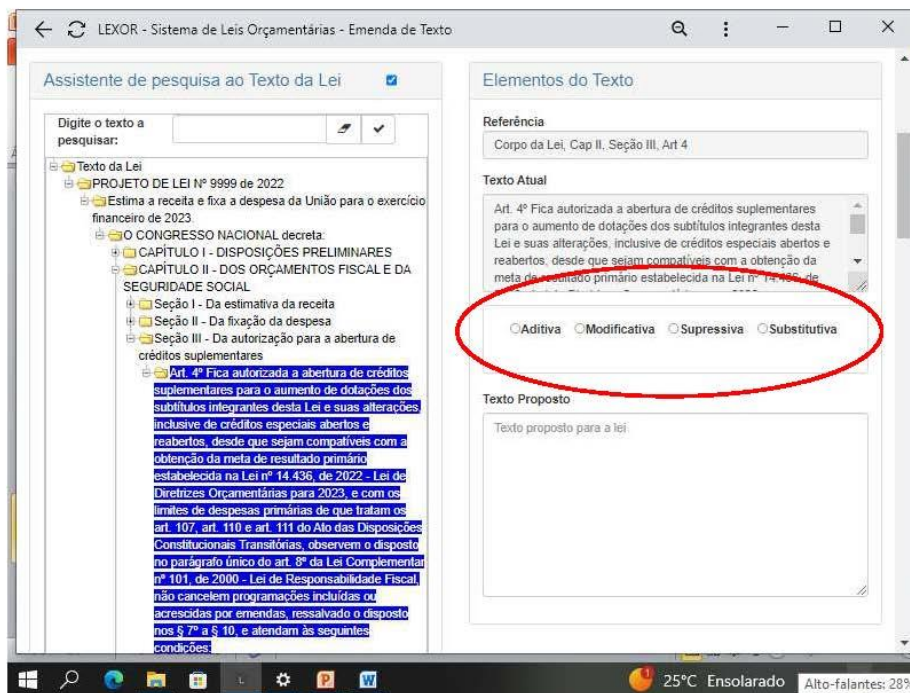 LEXOR - Sistema de Leis Orçamentárias - Emenda de Texto
Assistente de pesquisa ao Texto da Lei
Digite o texto a
pesquisar:
Texto da Lei
PROJETO DE LEI Nº 9999 de 2022
Estima a receita e fixa a despesa da União para o exercício
financeiro de 2023.
O CONGRESSO NACIONAL decreta:
CAPÍTULO I - DISPOSIÇÕES PRELIMINARES
CAPÍTULO II - DOS ORÇAMENTOS FISCAL E DA
SEGURIDADE SOCIAL
Seção I - Da estimativa da receita
Seção II - Da fixação da despesa
Seção III - Da autorização para a abertura de
créditos suplementares
Art. 4º Fica autorizada a abertura de créditos
suplementares para o aumento de dotações dos
subtítulos integrantes desta Lei e suas alterações,
inclusive de créditos especiais abertos e
reabertos, desde que sejam compatíveis com a
obtenção da meta de resultado primário
estabelecida na Lei nº 14.436, de 2022 - Lei de
Diretrizes Orçamentárias para 2023, e com os
limites de despesas primárias de que tratam os
art. 107, art. 110 e art. 111 do Ato das Disposições
Constitucionais Transitórias, observem o disposto
no parágrafo único do art. 8º da Lei Complementar
nº 101, de 2000 - Lei de Responsabilidade Fiscal,
não cancelem programações incluídas ou
acrescidas por emendas, ressalvado o disposto
nos § 7º a § 10, e atendam às seguintes
condições:
Elementos do Texto
Referência
Corpo da Lei, Cap II, Seção III, Art 4
Texto Atual
Art. 4º Fica autorizada a abertura de créditos suplementares
para o aumento de dotações dos subtítulos integrantes desta
Lei e suas alterações, inclusive de créditos especiais abertos e
reabertos, desde que sejam compatíveis com a obtenção da
meta de resultado primário estabelecida na Lei nº 14.436, de
Aditiva Modificativa Supressiva Substitutiva
Texto Proposto
Texto proposto para a lei
25°C Ensolarado
Alto-falantes: 28%